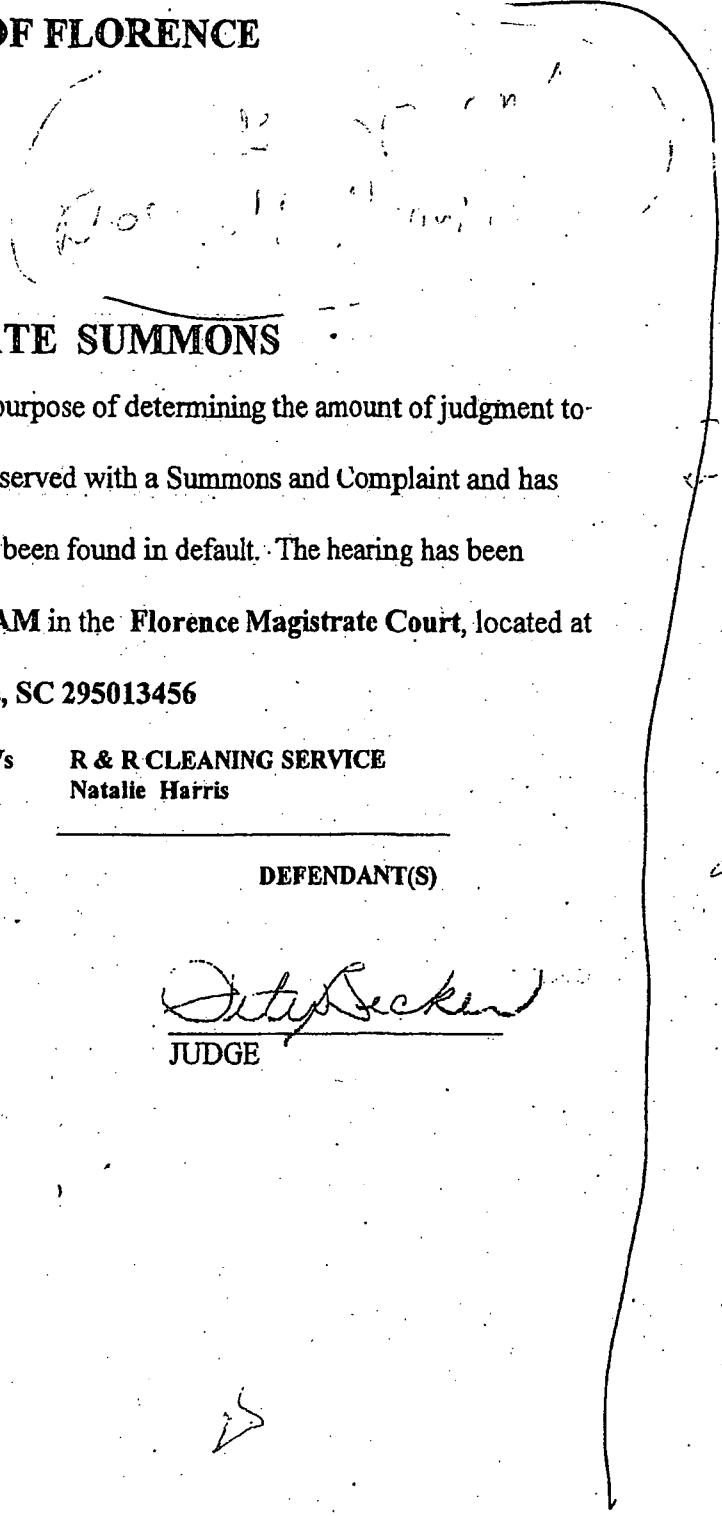 OF FLORENCE
TE SUMMONS
purpose of determining the amount of judgment to
served with a Summons and Complaint and has
been found in default. The hearing has been
AM in the Florence Magistrate Court, located at
, SC 295013456
Vs R & R CLEANING SERVICE
Natalie Harris
DEFENDANT(S)
JUDGE